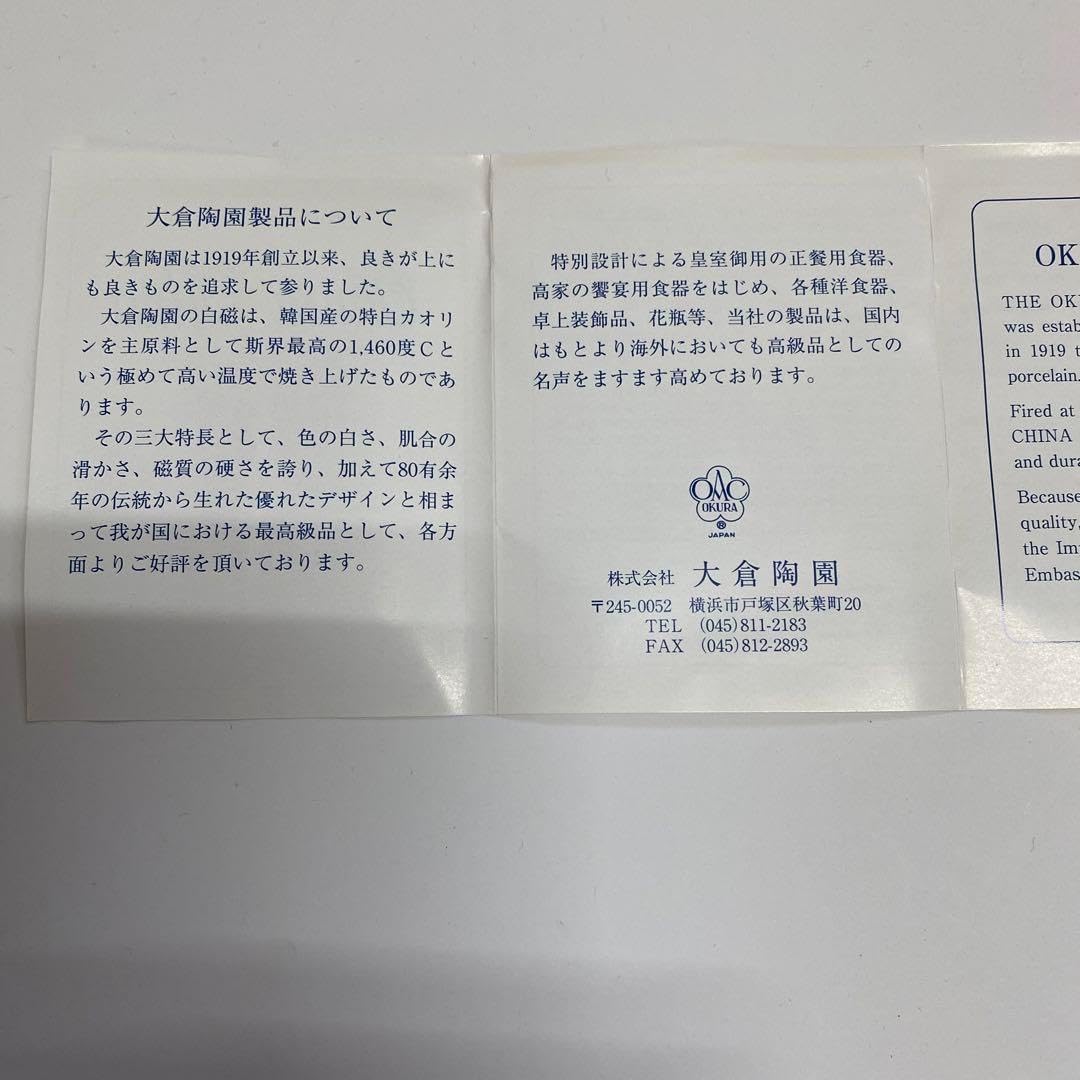 大倉陶園製品について
大倉陶園は1919年創立以来、良きが上に
も良きものを追求して参りました。
大倉陶園の白磁は、韓国産の特白カオリ
ンを主原料として斯界最高の1,460度Cと
いう極めて高い温度で焼き上げたものであ
ります。
その三大特長として、色の白さ、肌合の
滑かさ、磁質の硬さを誇り、加えて80有余
年の伝統から生れた優れたデザインと相ま
って我が国における最高級品として、各方
面よりご好評を頂いております。
特別設計による皇室御用の正餐用食器、
高家の饗宴用食器をはじめ、各種洋食器、
卓上装飾品、花瓶等、当社の製品は、国内
はもとより海外においても高級品としての
名声をますます高めております。
OAC
OKURA
®
JAPAN
株式会社 大倉陶園
〒245-0052 横浜市戸塚区秋葉町20
TEL (045)811-2183
FAX (045)812-2893
OK
THE OK
was estab
in 1919 t
porcelain.
Fired at
CHINA
and dura
Because
quality,
the Im
Embas